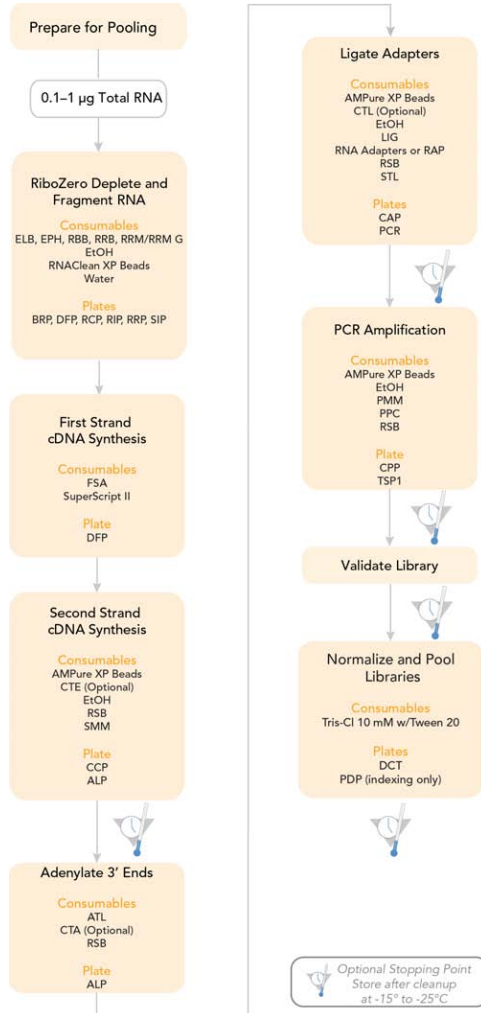 Prepare for Pooling
0.1–1 µg Total RNA
RiboZero Deplete and
Fragment RNA
Consumables
ELB, EPH, RBB, RRB, RRM/RRM G
EtOH
RNAClean XP Beads
Water
Plates
BRP, DFP, RCP, RIP, RRP, SIP
First Strand
cDNA Synthesis
Consumables
FSA
SuperScript II
Plate
DFP
Second Strand
cDNA Synthesis
Consumables
AMPure XP Beads
CTE (Optional)
EtOH
RSB
SMM
Plate
CCP
ALP
Adenylate 3’ Ends
Consumables
ATL
CTA (Optional)
RSB
Plate
ALP
Ligate Adapters
Consumables
AMPure XP Beads
CTL (Optional)
EtOH
LIG
RNA Adapters or RAP
RSB
STL
Plates
CAP
PCR
PCR Amplification
Consumables
AMPure XP Beads
EtOH
PMM
PPC
RSB
Plate
CPP
TSP1
Validate Library
Normalize and Pool
Libraries
Consumables
Tris-Cl 10 mM w/Tween 20
Plates
DCT
PDP (indexing only)
Optional Stopping Point
Store after cleanup
at -15° to -25°C